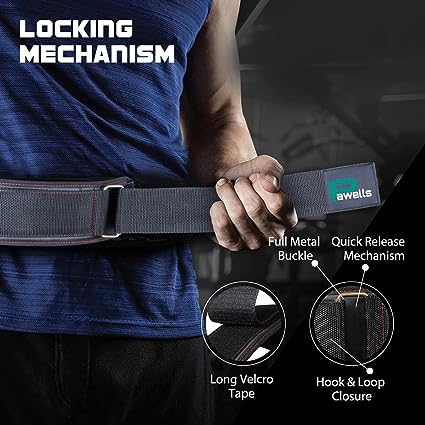 LOCKING
MECHANISM
Pawells
Full Metal
Buckle
Quick Release
Mechanism
Long Velcro
Tape
Hook & Loop
Closure